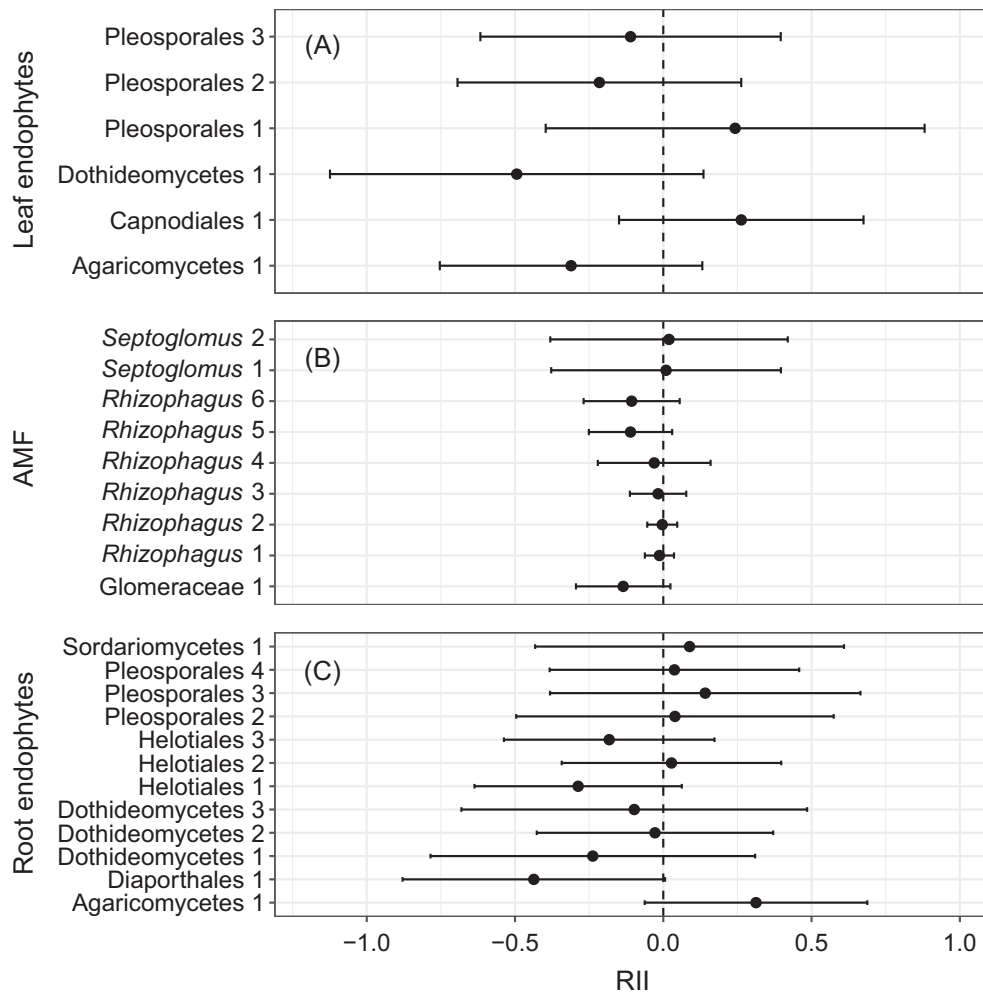 Leaf endophytes
(A)
Pleosporales 3
Pleosporales 2
Pleosporales 1
Dothideomycetes 1
Capnodiales 1
Agaricomycetes 1
AMF
(B)
Septoglomus 2
Septoglomus 1
Rhizophagus 6
Rhizophagus 5
Rhizophagus 4
Rhizophagus 3
Rhizophagus 2
Rhizophagus 1
Glomeraceae 1
Root endophytes
(C)
Sordariomycetes 1
Pleosporales 4
Pleosporales 3
Pleosporales 2
Helotiales 3
Helotiales 2
Helotiales 1
Dothideomycetes 3
Dothideomycetes 2
Dothideomycetes 1
Diaporthales 1
Agaricomycetes 1
−1.0 −0.5 0.0 0.5 1.0
RII